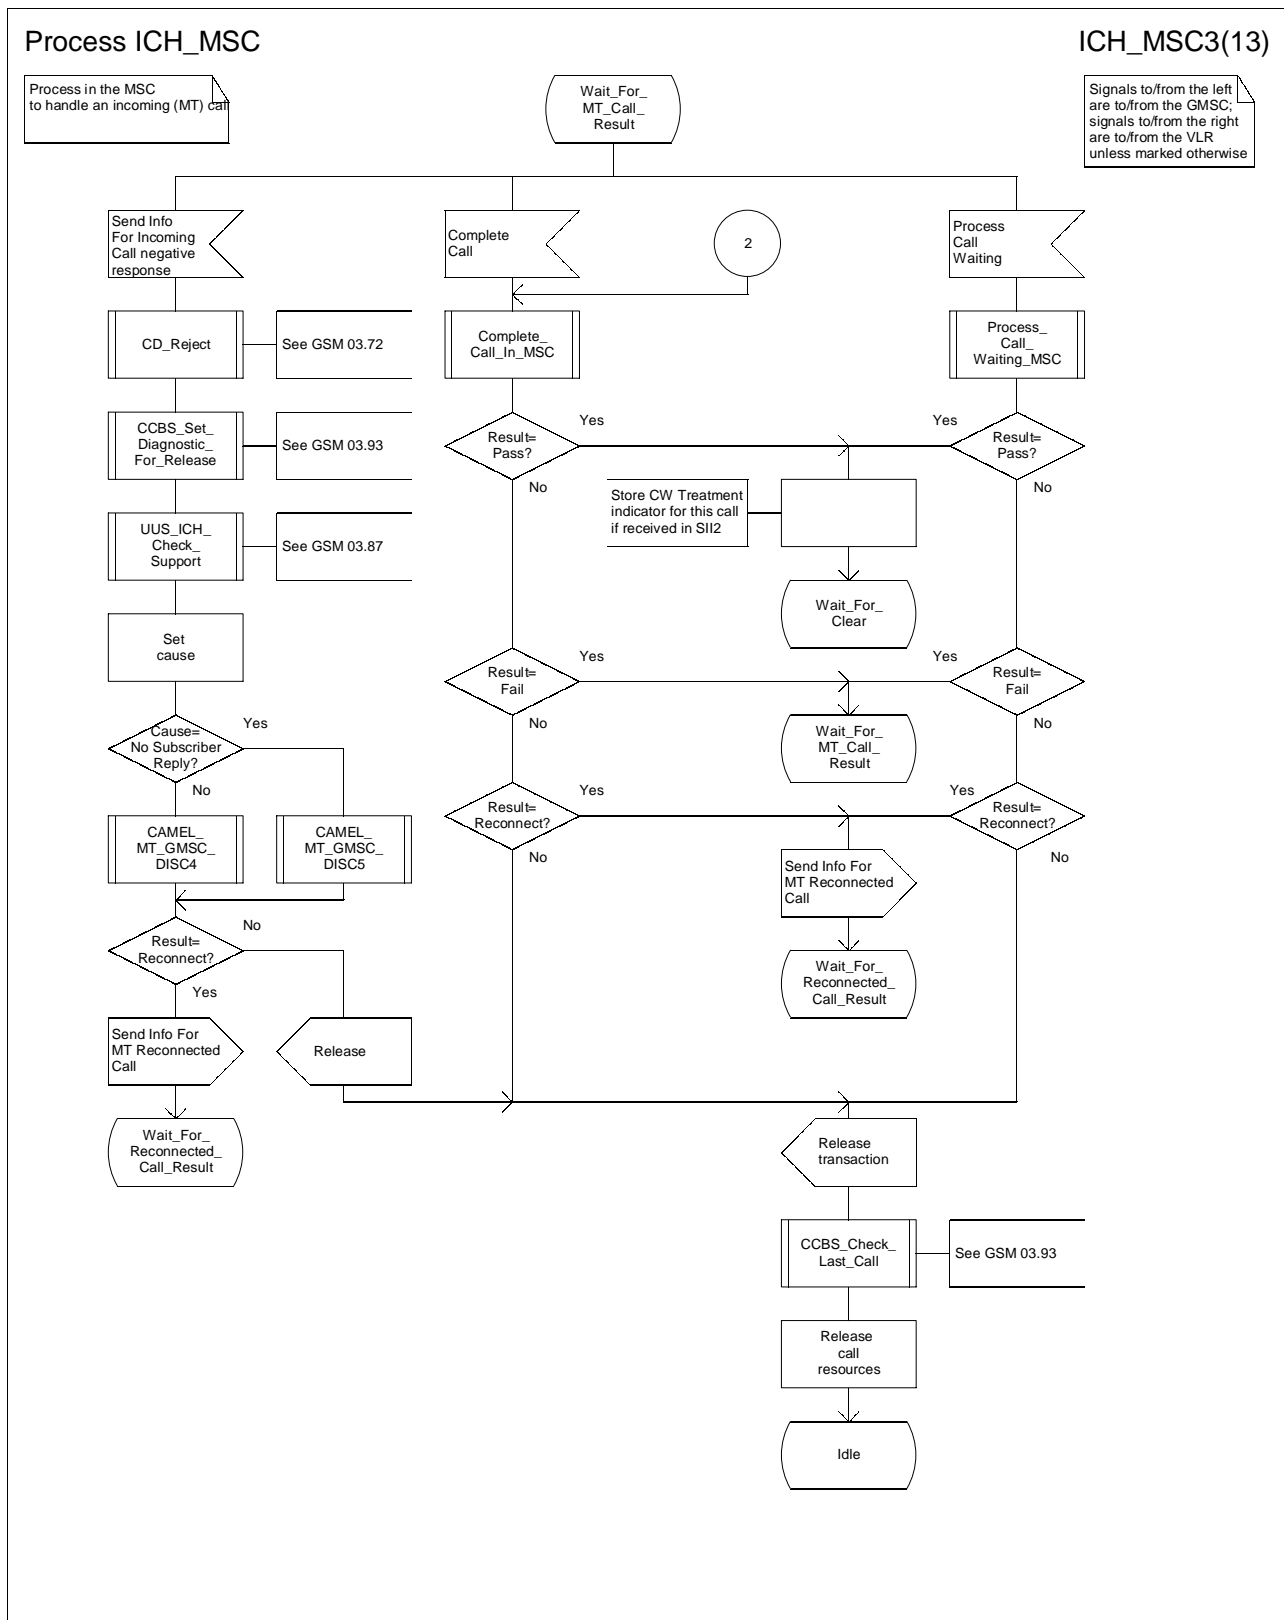 Process ICH_MSC
ICH_MSC3(13)
Process in the MSC
to handle an incoming (MT) call
Wait_For_
MT_Call_
Result
Signals to/from the left
are to/from the GMSC;
signals to/from the right
are to/from the VLR
unless marked otherwise
Send Info
For Incoming
Call negative
response
Complete
Call
2
Process
Call
Waiting
CD_Reject
See GSM 03.72
Complete_
Call_In_MSC
Process_
Call_
Waiting_MSC
CCBS_Set_
Diagnostic_
For_Release
See GSM 03.93
Result=
Pass?
Yes
No
Yes
Result=
Pass?
No
UUS_ICH_
Check_
Support
See GSM 03.87
Store CW Treatment
indicator for this call
if received in SII2
Wait_For_
Clear
Set
cause
Result=
Fail
Yes
No
Yes
Result=
Fail
No
Cause=
No Subscriber
Reply?
Yes
No
Wait_For_
MT_Call_
Result
Result=
Reconnect?
Yes
No
Yes
Result=
Reconnect?
No
CAMEL_
MT_GMSC_
DISC4
CAMEL_
MT_GMSC_
DISC5
Send Info For
MT Reconnected
Call
Result=
Reconnect?
No
Yes
Wait_For_
Reconnected_
Call_Result
Send Info For
MT Reconnected
Call
Release
Wait_For_
Reconnected_
Call_Result
Release
transaction
CCBS_Check_
Last_Call
See GSM 03.93
Release
call
resources
Idle